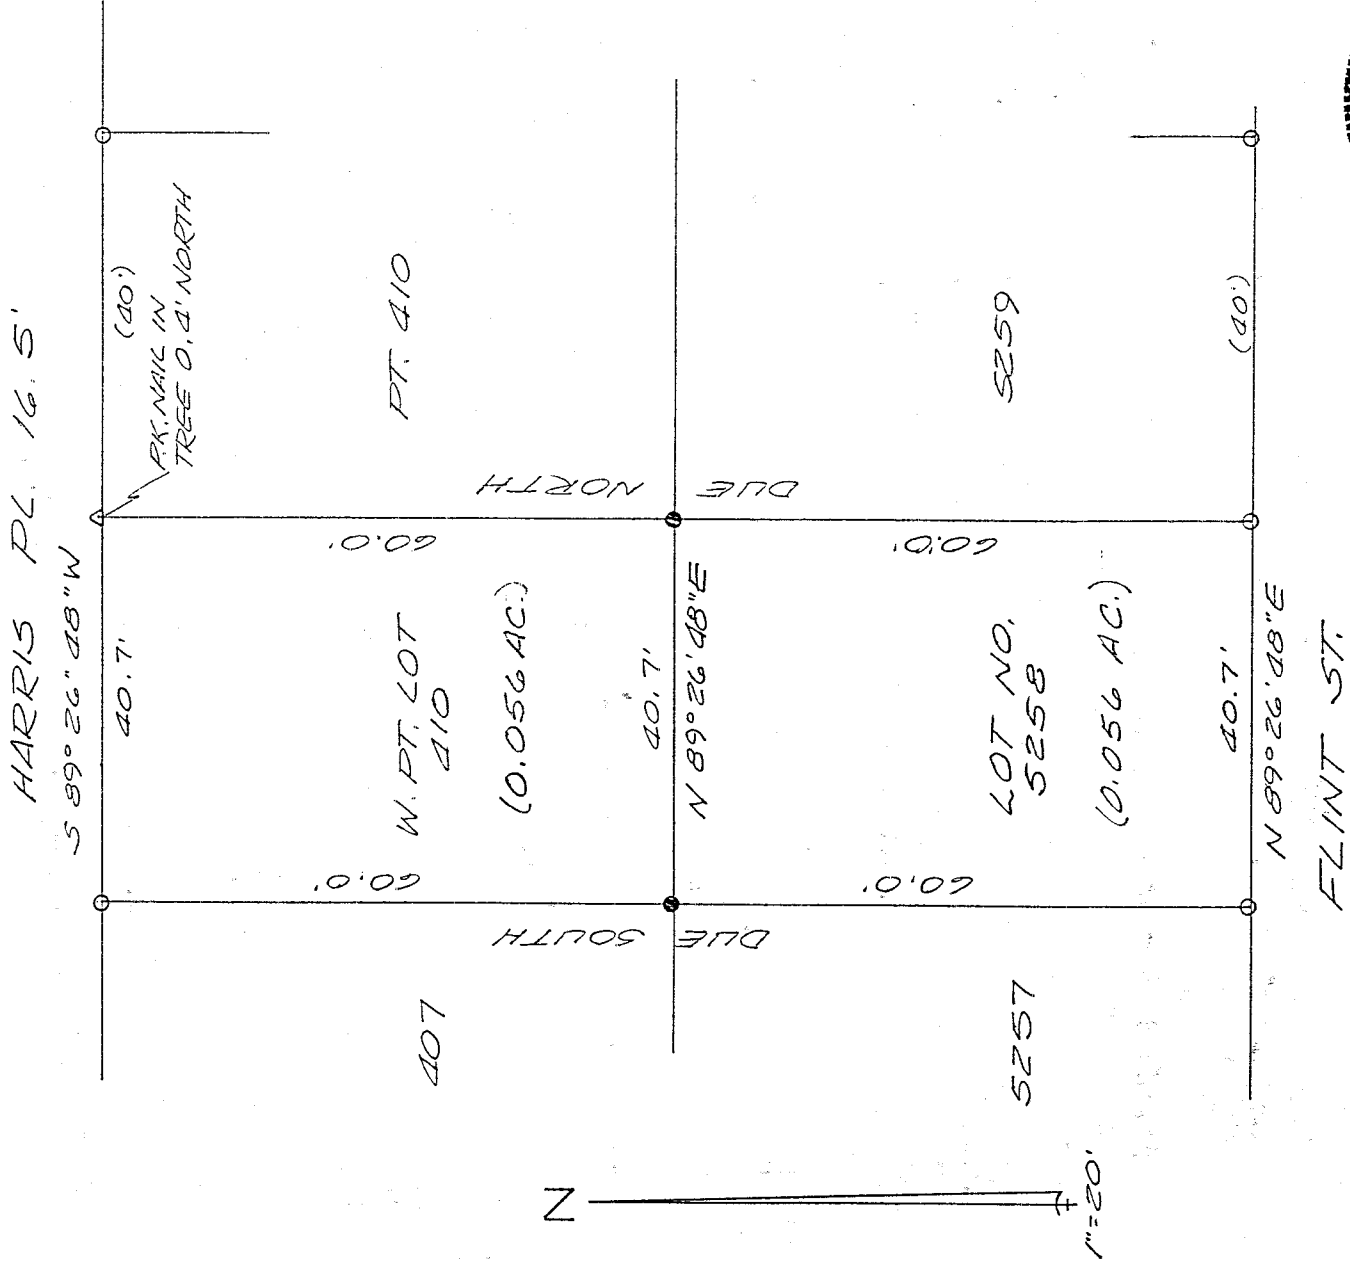 HARRIS PL. 16.5'
S 89° 26" 48" W
40.7'
(40')
P.K. NAIL IN
TREE 0.4' NORTH
407
60.0'
W. PT. LOT
410
(0.056 AC.)
60.0'
PT. 410
DUE SOUTH
DUE NORTH
40.7'
N 89° 26' 48" E
5257
60.0'
LOT NO.
5258
(0.056 AC.)
60.0'
5259
40.7'
(40')
N 89° 26' 48" E
FLINT ST.
N
1"=20'